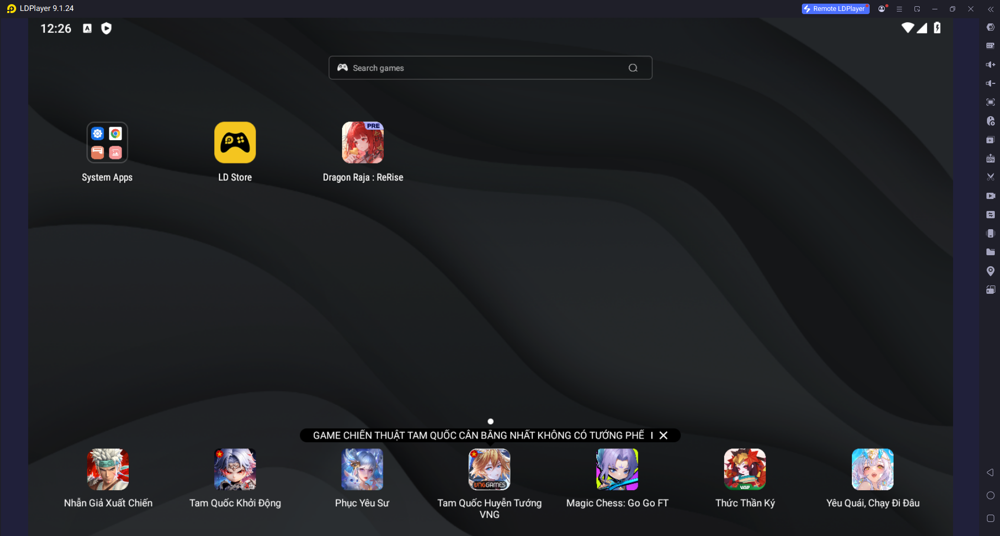 LDPlayer 9.1.24
Remote LDPlayer
12:26
A
Search games
PRE
System Apps
LD Store
Dragon Raja : ReRise
APK
GAME CHIẾN THUẬT TAM QUỐC CÂN BẰNG NHẤT KHÔNG CÓ TƯỚNG PHẾ
VNGGAMES
VGP
Nhẫn Giả Xuất Chiến
Tam Quốc Khởi Động
Phục Yêu Sư
Tam Quốc Huyễn Tướng
VNG
Magic Chess: Go Go FT
Thức Thần Ký
Yêu Quái, Chạy Đi Đâu